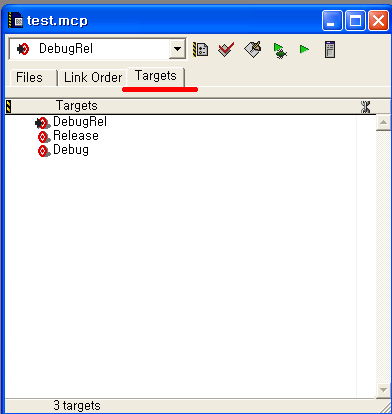 test.mcp
DebugRel
Files Link Order Targets
Targets
DebugRel
Release
Debug
3 targets